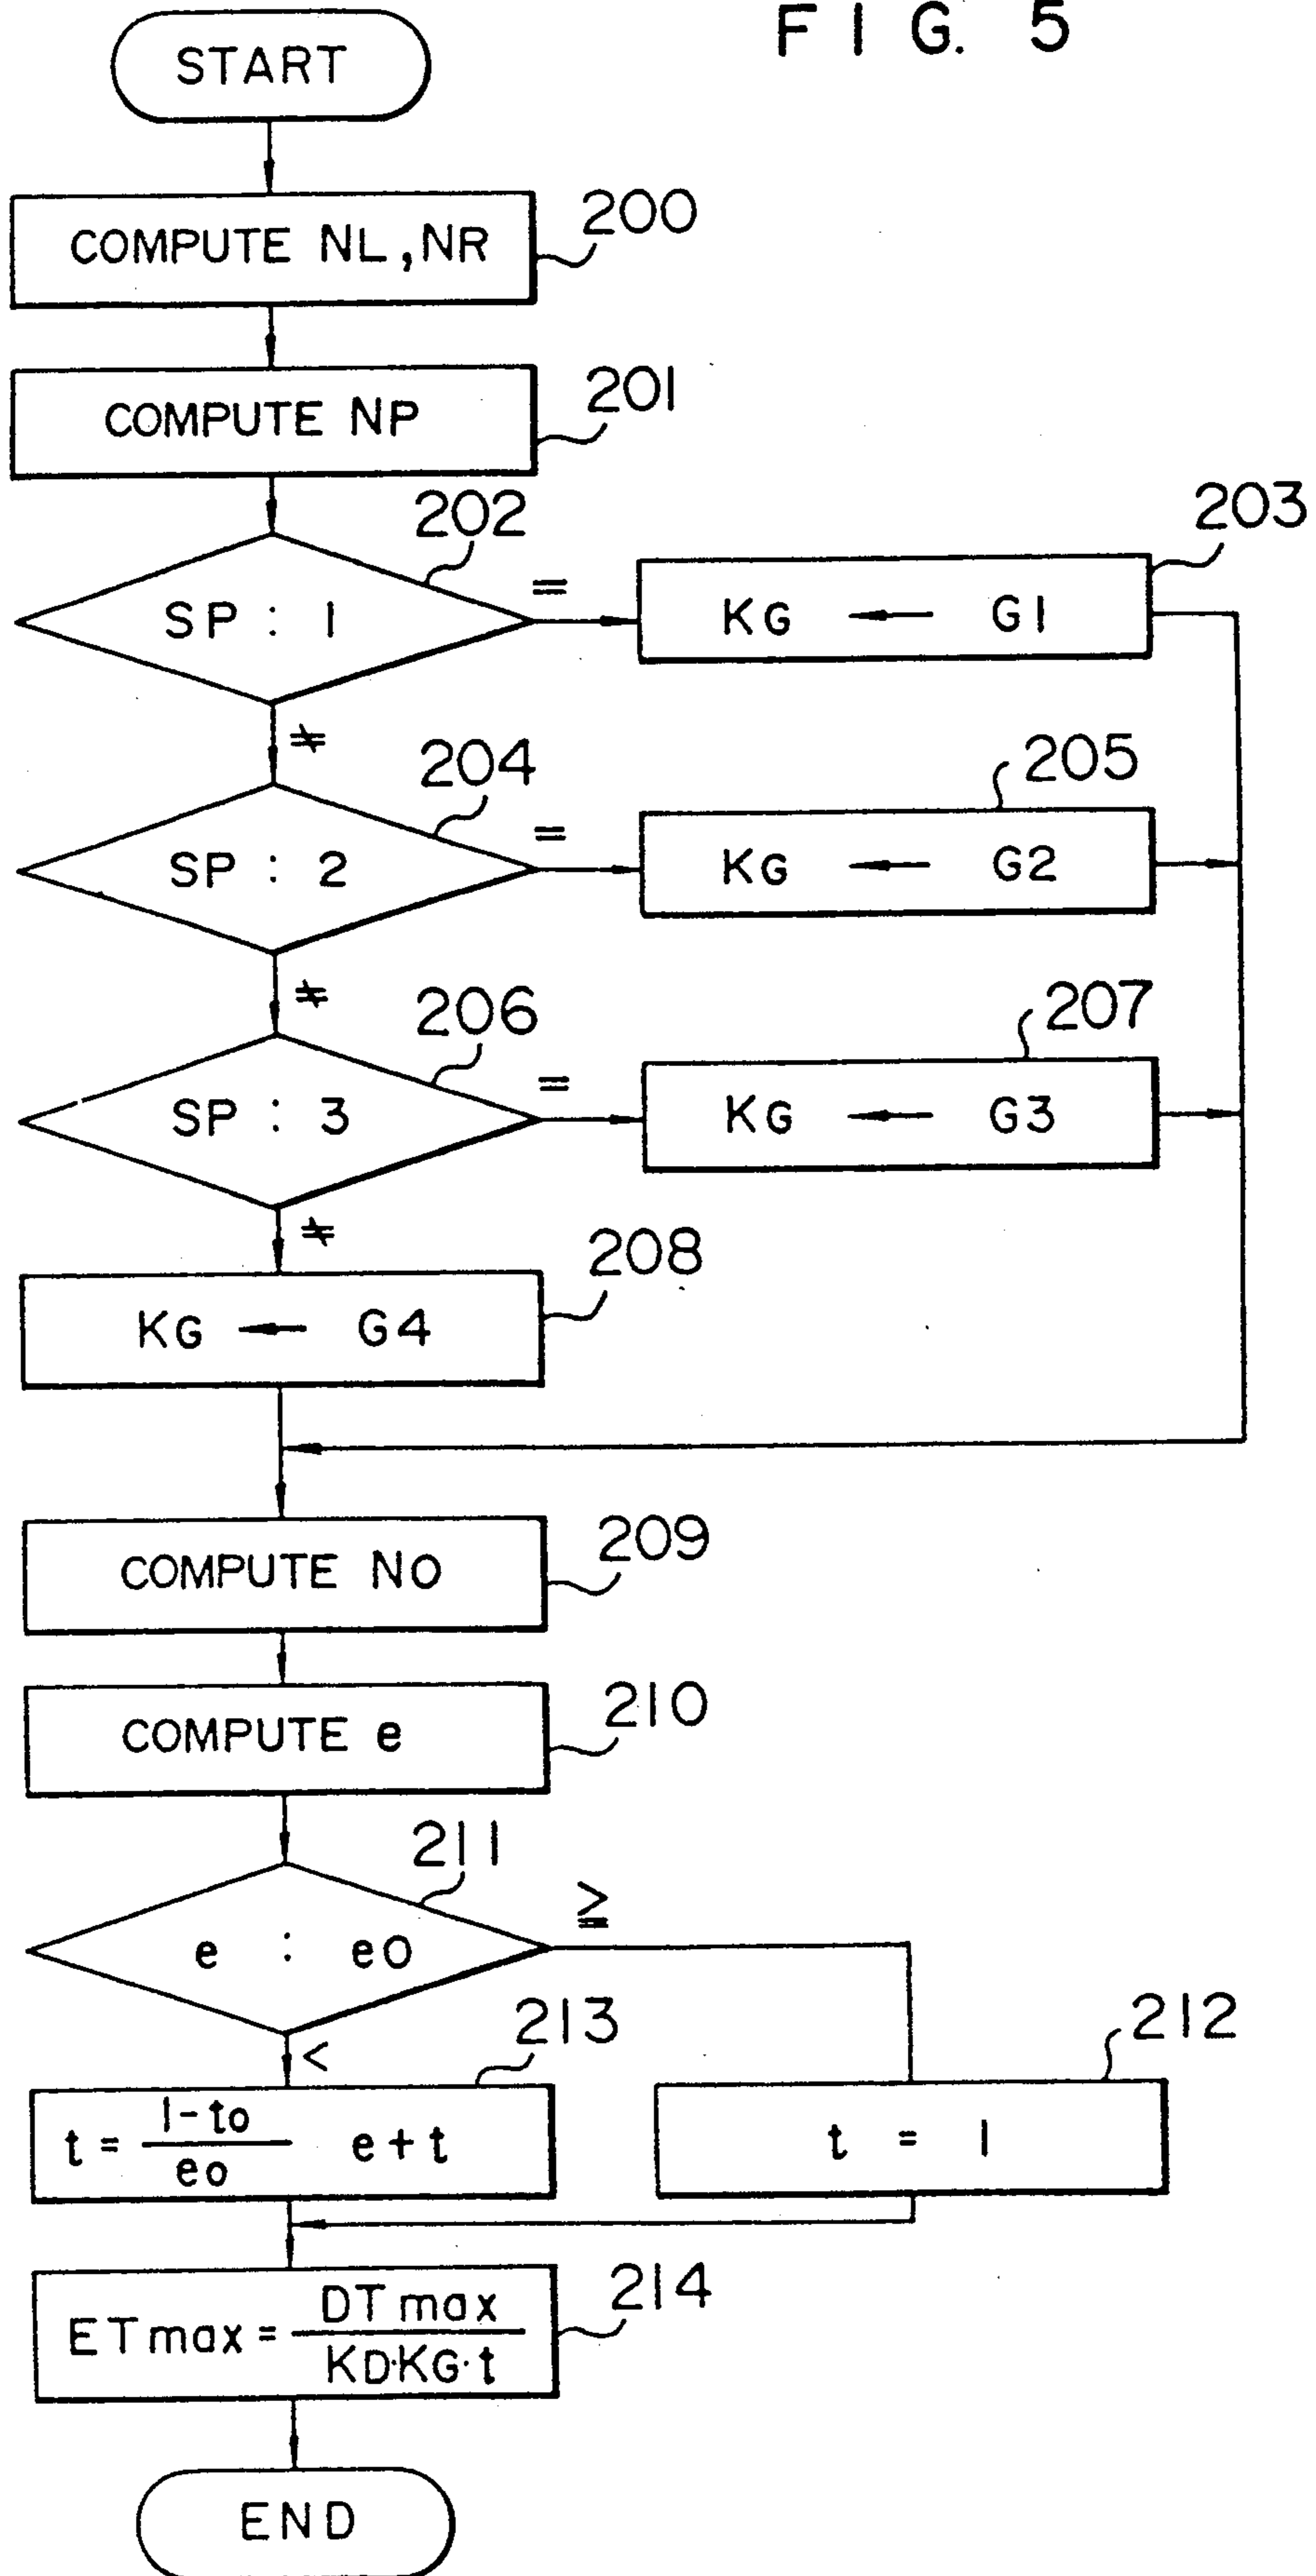 FIG. 5
START
COMPUTE NL,NR
200
COMPUTE NP
201
202
SP : 1
=
203
KG ← G1
≠
204
SP : 2
=
205
KG ← G2
≠
206
SP : 3
=
207
KG ← G3
≠
208
KG ← G4
COMPUTE No
209
COMPUTE e
210
211
e : eo
≧
<
213
t = 1-to
eo
e+t
212
t = 1
ETmax = DTmax
KD·KG·t
214
END